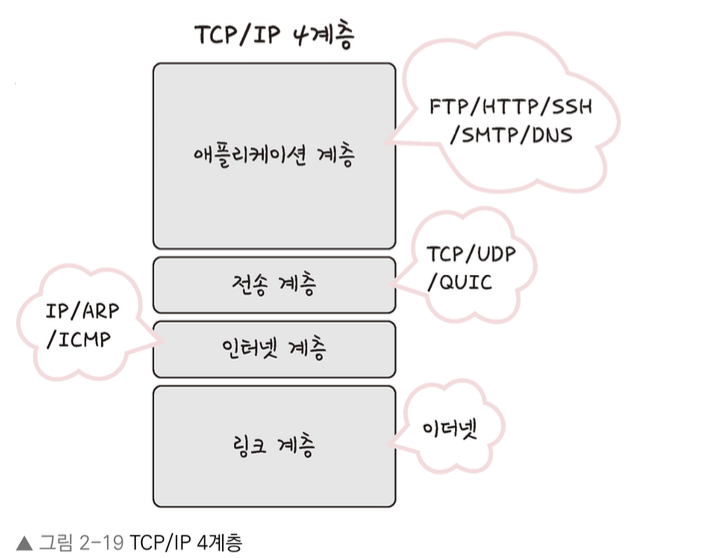 TCP/IP 4계층
FTP/HTTP/SSH
/SMTP/DNS
애플리케이션 계층
TCP/UDP
/QUIC
전송 계층
IP/ARP
/ICMP
인터넷 계층
이더넷
링크 계층
▲ 그림 2-19 TCP/IP 4계층